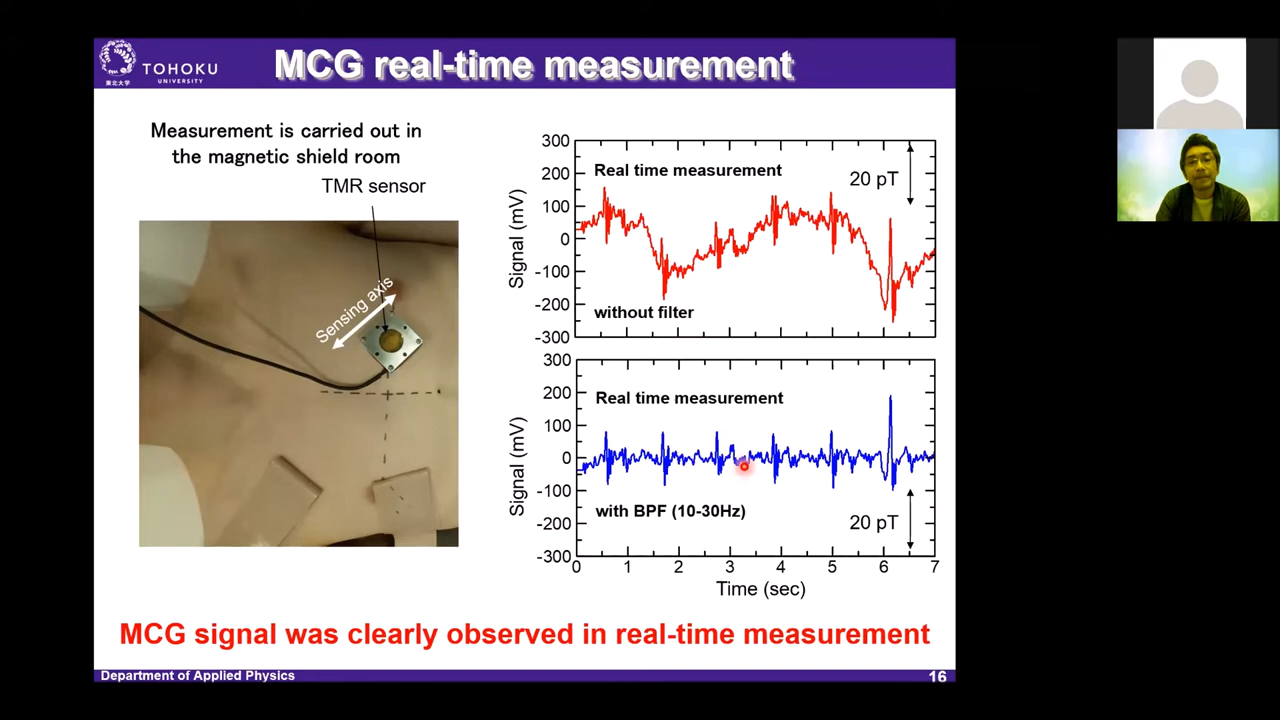 TOHOKU
UNIVERSITY
東北大学
MCG real-time measurement
Measurement is carried out in
the magnetic shield room
TMR sensor
Sensing axis
300
200
100
0
-100
-200
-300
Signal (mV)
Real time measurement
20 pT
without filter
300
200
100
0
-100
-200
-300
Signal (mV)
Real time measurement
with BPF (10-30Hz)
20 pT
0 1 2 3 4 5 6 7
Time (sec)
MCG signal was clearly observed in real-time measurement
Department of Applied Physics
16